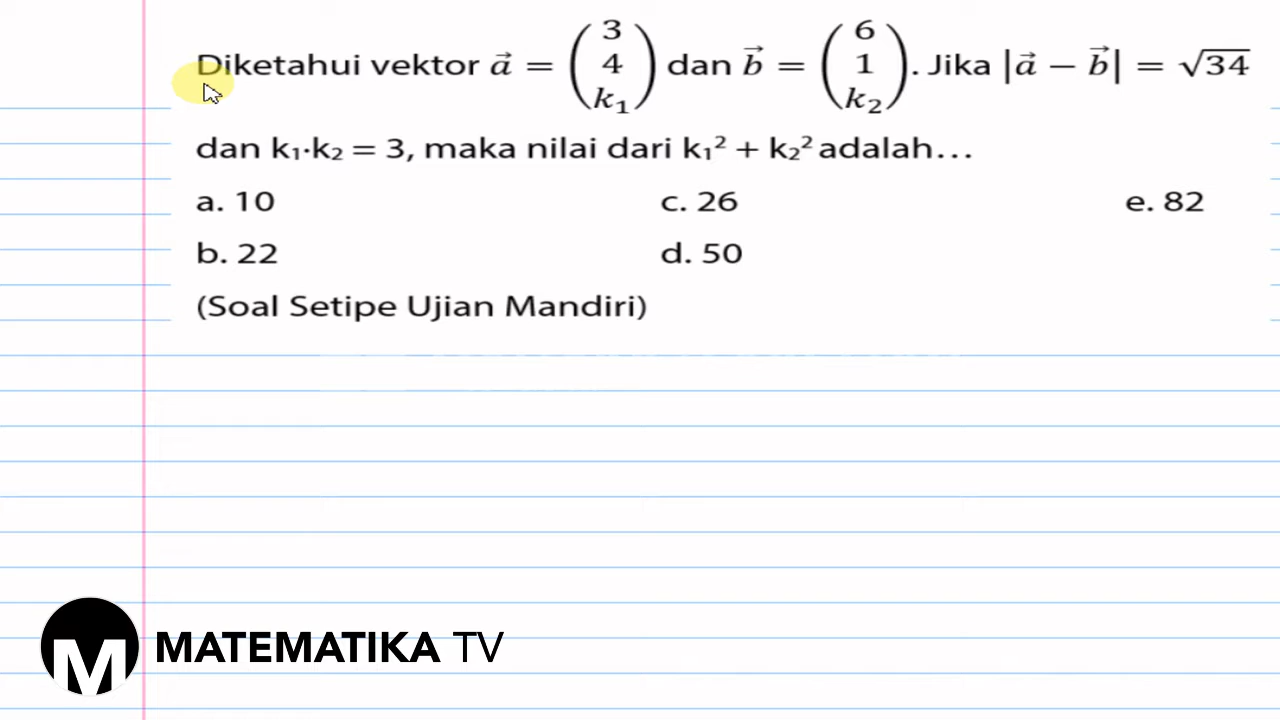 Diketahui vektor a⃗ = (3 4 k₁) dan b⃗ = (6 1 k₂). Jika |a⃗ − b⃗| = √34
dan k₁·k₂ = 3, maka nilai dari k₁² + k₂² adalah...
a. 10 c. 26 e. 82
b. 22 d. 50
(Soal Setipe Ujian Mandiri)
M MATEMATIKA TV